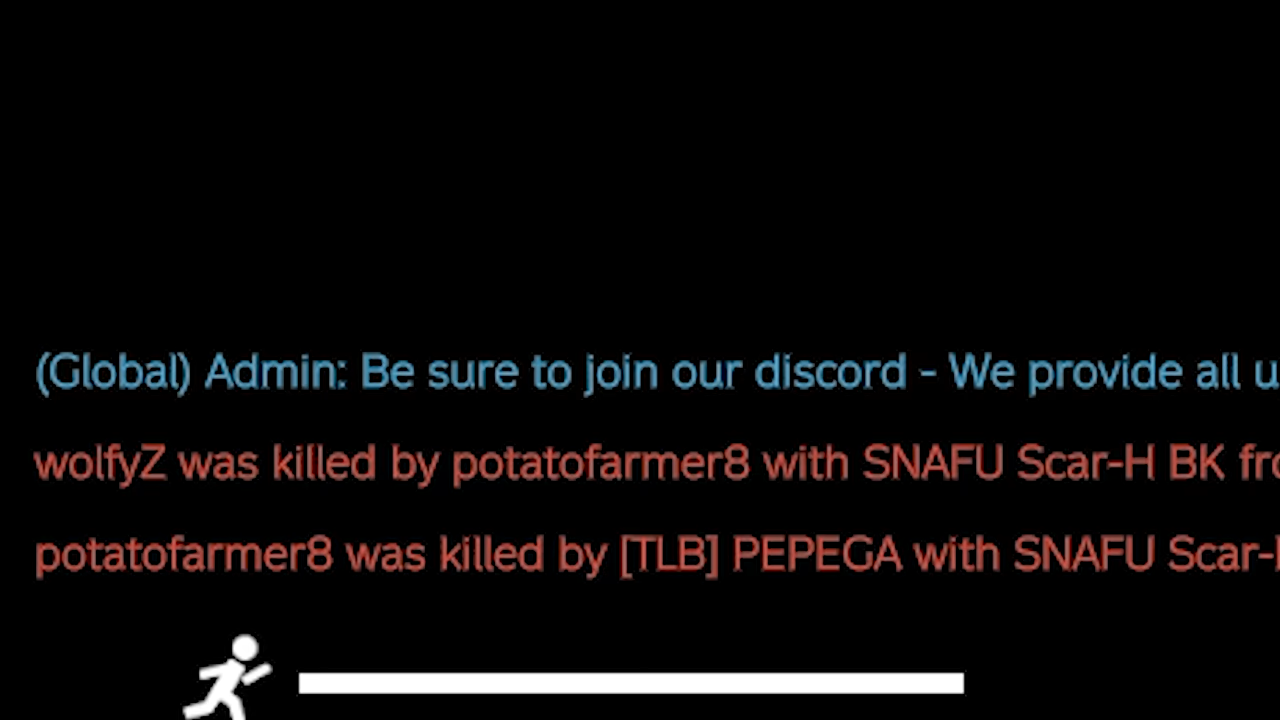 (Global) Admin: Be sure to join our discord - We provide all
wolfyZ was killed by potatofarmer8 with SNAFU Scar-H BK
potatofarmer8 was killed by [TLB] PEPEGA with SNAFU